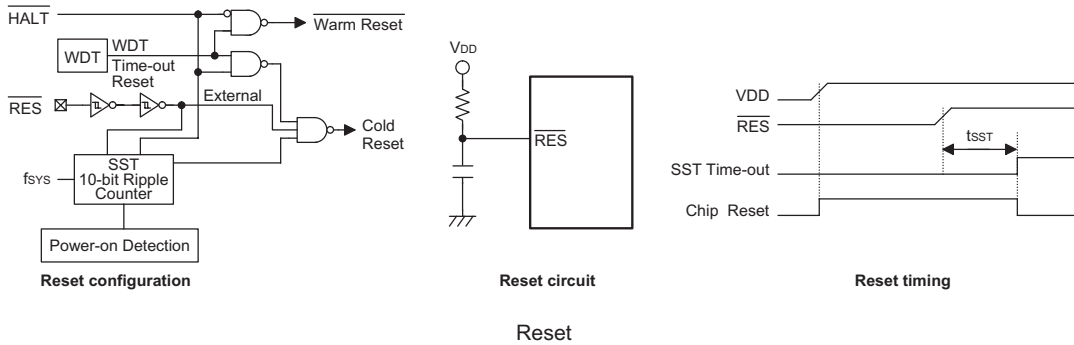 HALT
Warm Reset
WDT
WDT
Time-out
Reset
RES
External
Cold
Reset
SST
10-bit Ripple
Counter
fSYS
Power-on Detection
Reset configuration
VDD
RES
Reset circuit
VDD
RES
tSST
SST Time-out
Chip Reset
Reset timing
Reset